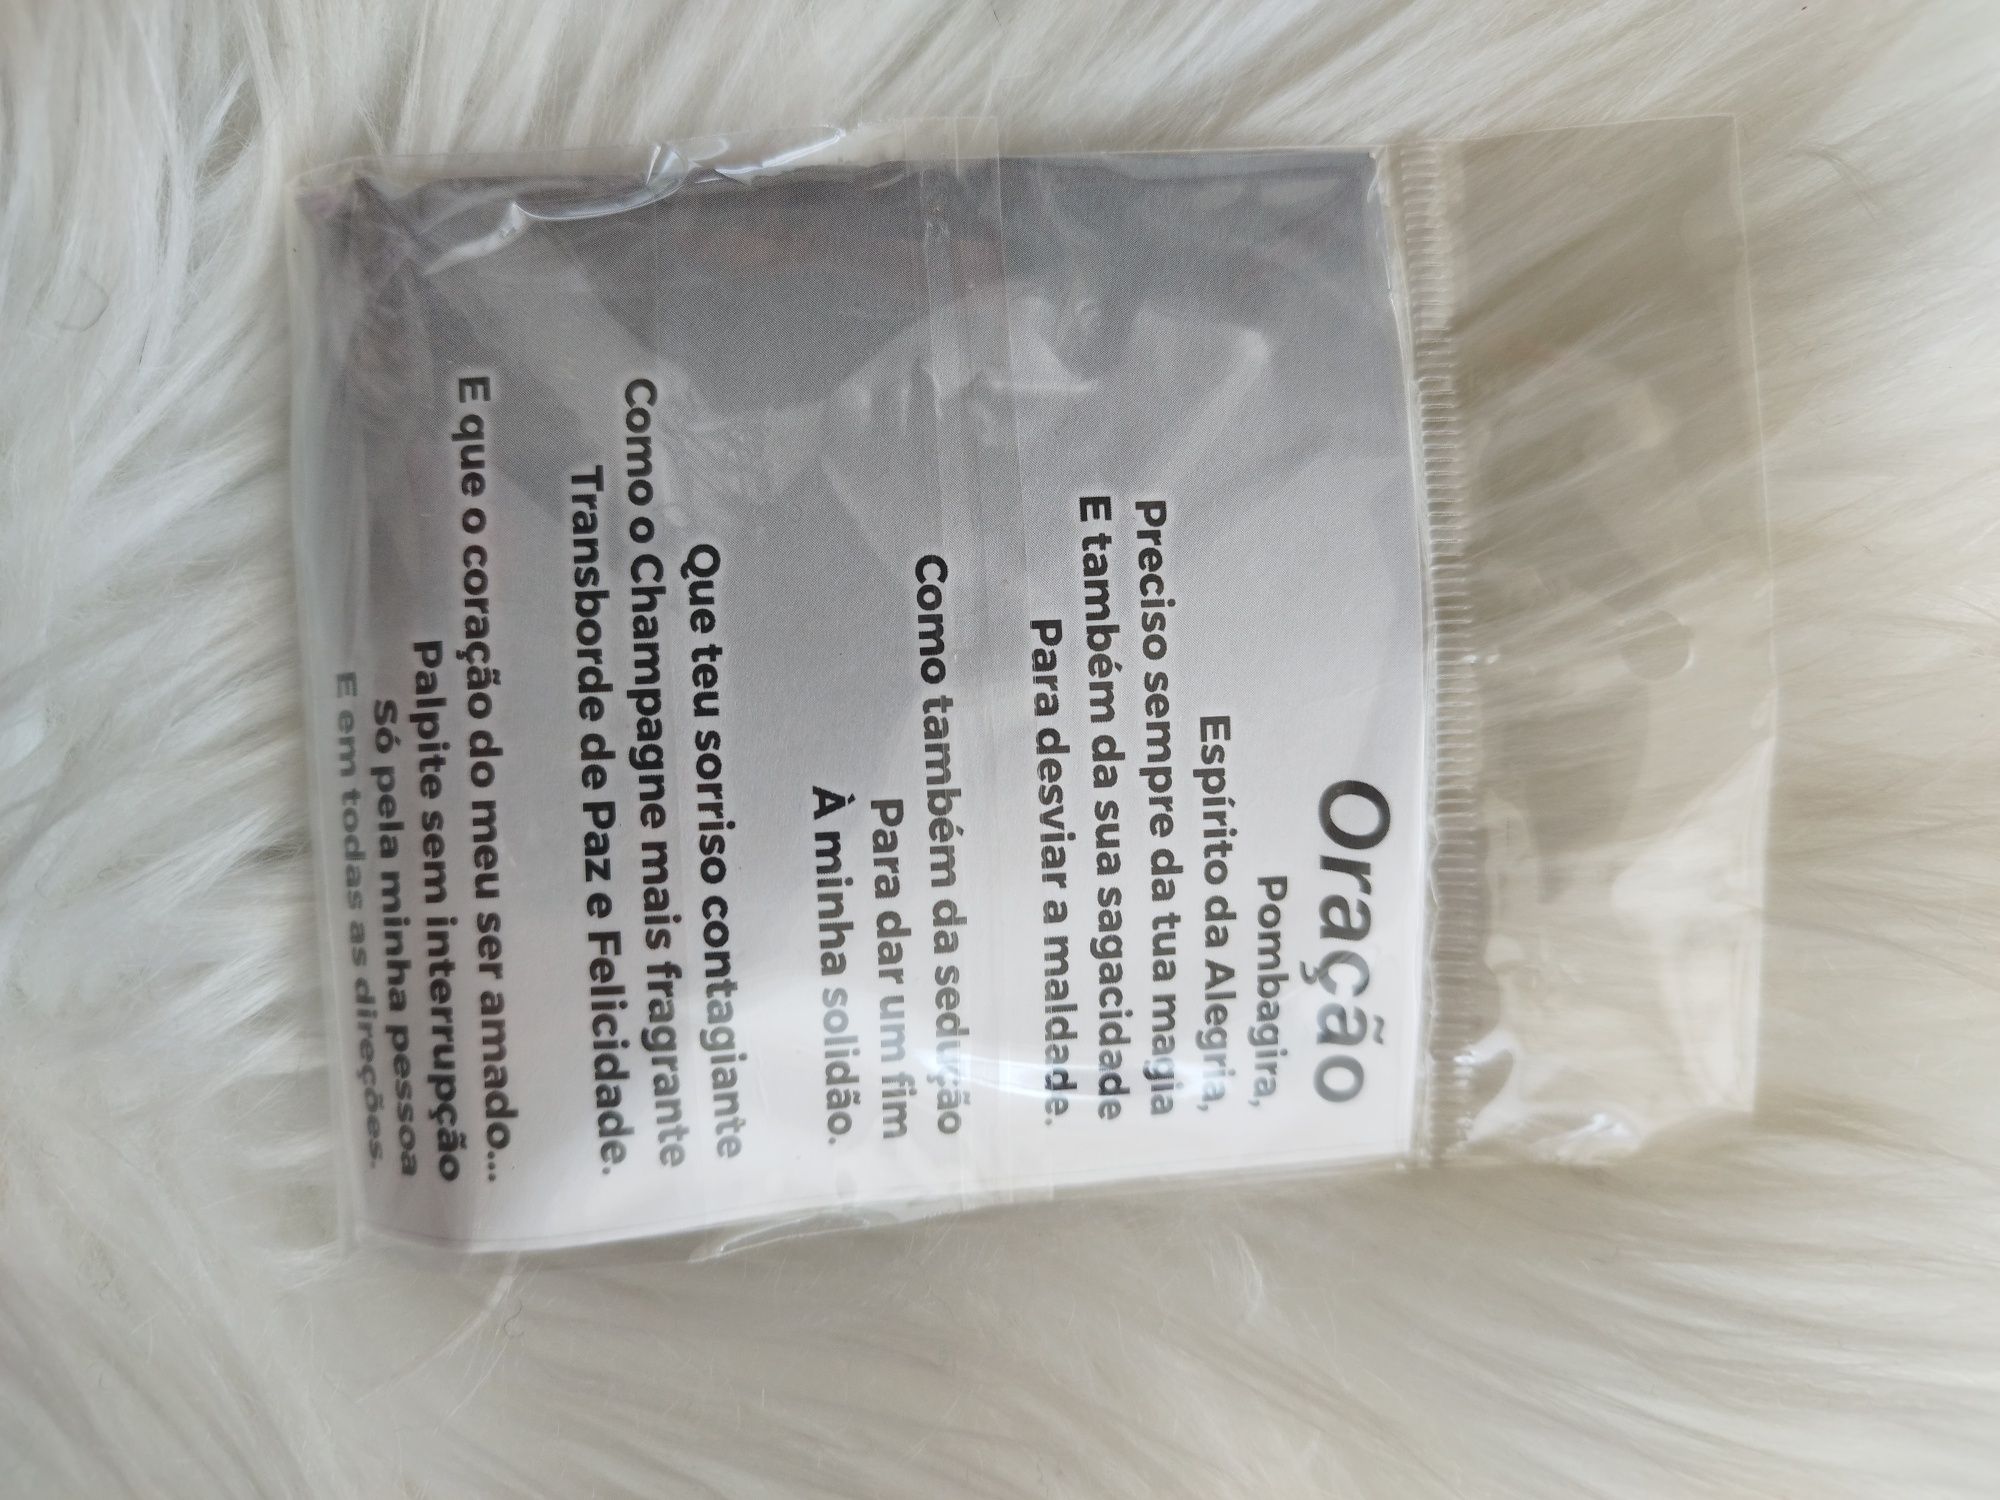 Oração
Pombagira,
Espírito da Alegria,
Preciso sempre da tua magia
E também da sua sagacidade
Para desviar a maldade.
Como também da sedução
Para dar um fim
À minha solidão.
Que teu sorriso contagiante
Como o Champagne mais fragrante
Transborde de Paz e Felicidade.
E que o coração do meu ser amado...
Palpite sem interrupção
Só pela minha pessoa
E em todas as direções.